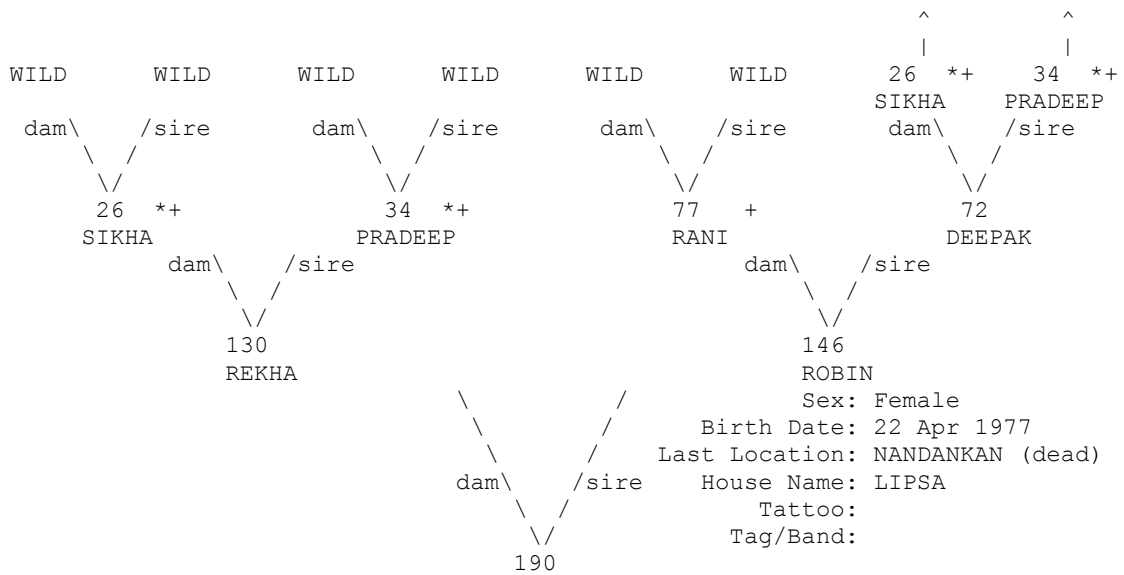 ^         ^
                                                               |         |
WILD      WILD      WILD      WILD      WILD      WILD       26  *+    34  *+
                                                            SIKHA    PRADEEP
 dam\     /sire       dam\     /sire       dam\     /sire    dam\     /sire
     \   /               \   /               \   /               \   /
      \/                  \/                  \/                  \/
      26  *+              34  *+              77   +              72
     SIKHA              PRADEEP               RANI               DEEPAK
           dam\    /sire                           dam\     /sire
               \  /                                    \   /
                \/                                      \/
               130                                     146
               REKHA                                   ROBIN
                               \          /            Sex: Female
                                \        /      Birth Date: 22 Apr 1977
                                 \      /    Last Location: NANDANKAN (dead)
                               dam\    /sire    House Name: LIPSA
                                   \  /             Tattoo:
                                    \/            Tag/Band:
                                   190